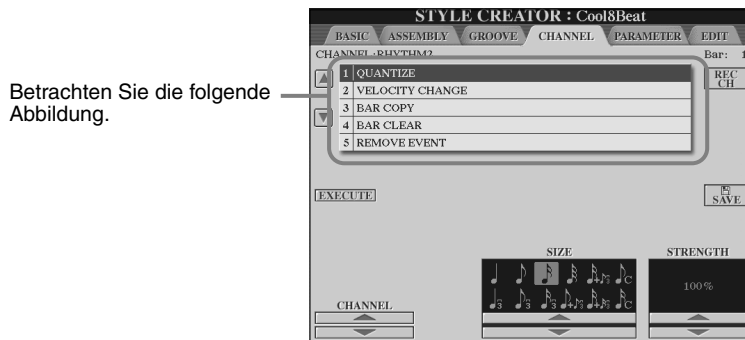 STYLE CREATOR : Cool8Beat
BASIC ASSEMBLY GROOVE CHANNEL PARAMETER EDIT
CHANNEL :RHYTHM2 Bar: 1
Betrachten Sie die folgende
Abbildung.
1 QUANTIZE
2 VELOCITY CHANGE
3 BAR COPY
4 BAR CLEAR
5 REMOVE EVENT
REC
CH
EXECUTE
SAVE
SIZE
STRENGTH
100%
CHANNEL